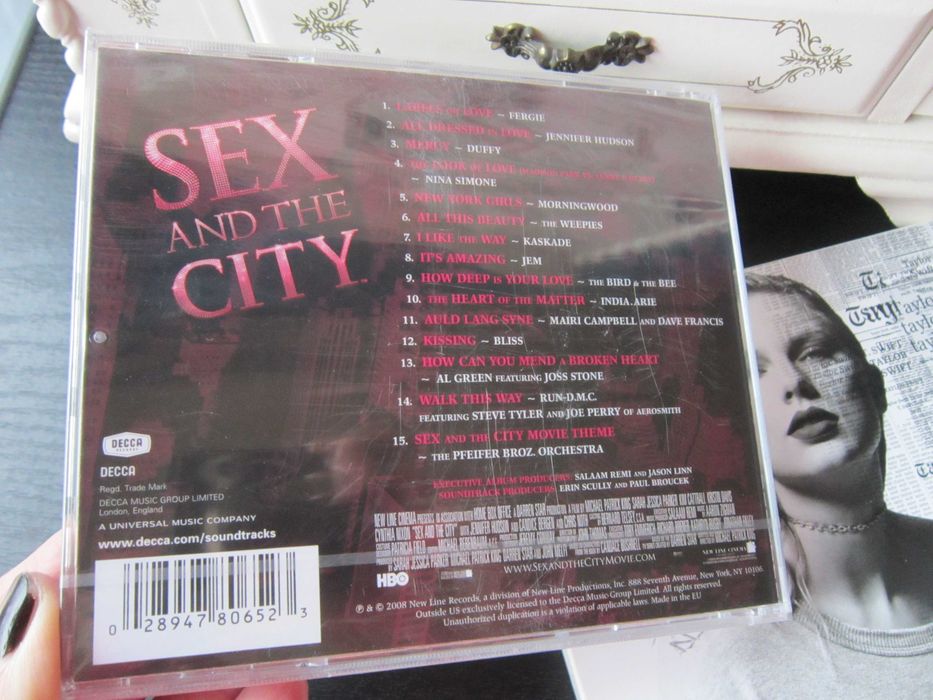 SEX
AND THE
CITY™
1. LABELS OR LOVE ~ FERGIE
2. ALL DRESSED IN LOVE ~ JENNIFER HUDSON
3. MERCY ~ DUFFY
4. THE LOOK OF LOVE
~ NINA SIMONE
5. NEW YORK GIRLS ~ MORNINGWOOD
6. ALL THIS BEAUTY ~ THE WEEPIES
7. I LIKE THE WAY ~ KASKADE
8. IT'S AMAZING ~ JEM
9. HOW DEEP IS YOUR LOVE ~ THE BIRD & THE BEE
10. THE HEART OF THE MATTER ~ INDIA.ARIE
11. AULD LANG SYNE ~ MAIRI CAMPBELL AND DAVE FRANCIS
12. KISSING ~ BLISS
13. HOW CAN YOU MEND A BROKEN HEART
~ AL GREEN FEATURING JOSS STONE
14. WALK THIS WAY ~ RUN-D.M.C.
FEATURING STEVE TYLER AND JOE PERRY OF AEROSMITH
15. SEX AND THE CITY MOVIE THEME
~ THE PFEIFER BROZ. ORCHESTRA
EXECUTIVE ALBUM PRODUCERS: SALAAM REMI AND JASON LINN
SOUNDTRACK PRODUCERS: ERIN SCULLY AND PAUL BROUCEK
DECCA
DECCA
Regd. Trade Mark
DECCA MUSIC GROUP LIMITED
London, England
A UNIVERSAL MUSIC COMPANY
www.decca.com/soundtracks
0 28947 80652 3
HBO
WWW.SEXANDTHECITYMOVIE.COM
NEW LINE CINEMA
℗ & © 2008 New Line Records, a division of New Line Productions, Inc. 888 Seventh Avenue, New York, NY 10106
Outside US exclusively licensed to the Decca Music Group Limited. All rights reserved.
Unauthorized duplication is a violation of applicable laws. Made in the EU